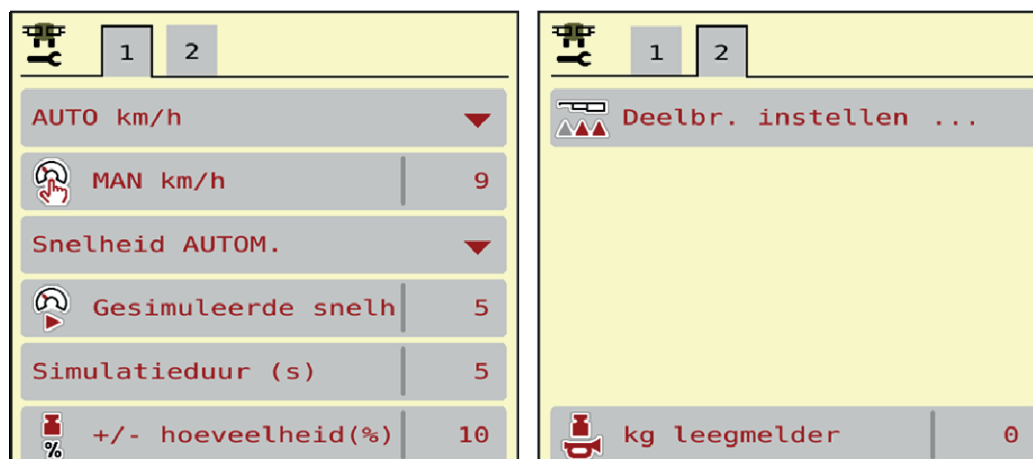 1 2
AUTO km/h
MAN km/h 9
Snelheid AUTOM.
Gesimuleerde snelh 5
Simulatieduur (s) 5
% +/- hoeveelheid(%) 10
1 2
Deelbr. instellen ...
kg leegmelder 0